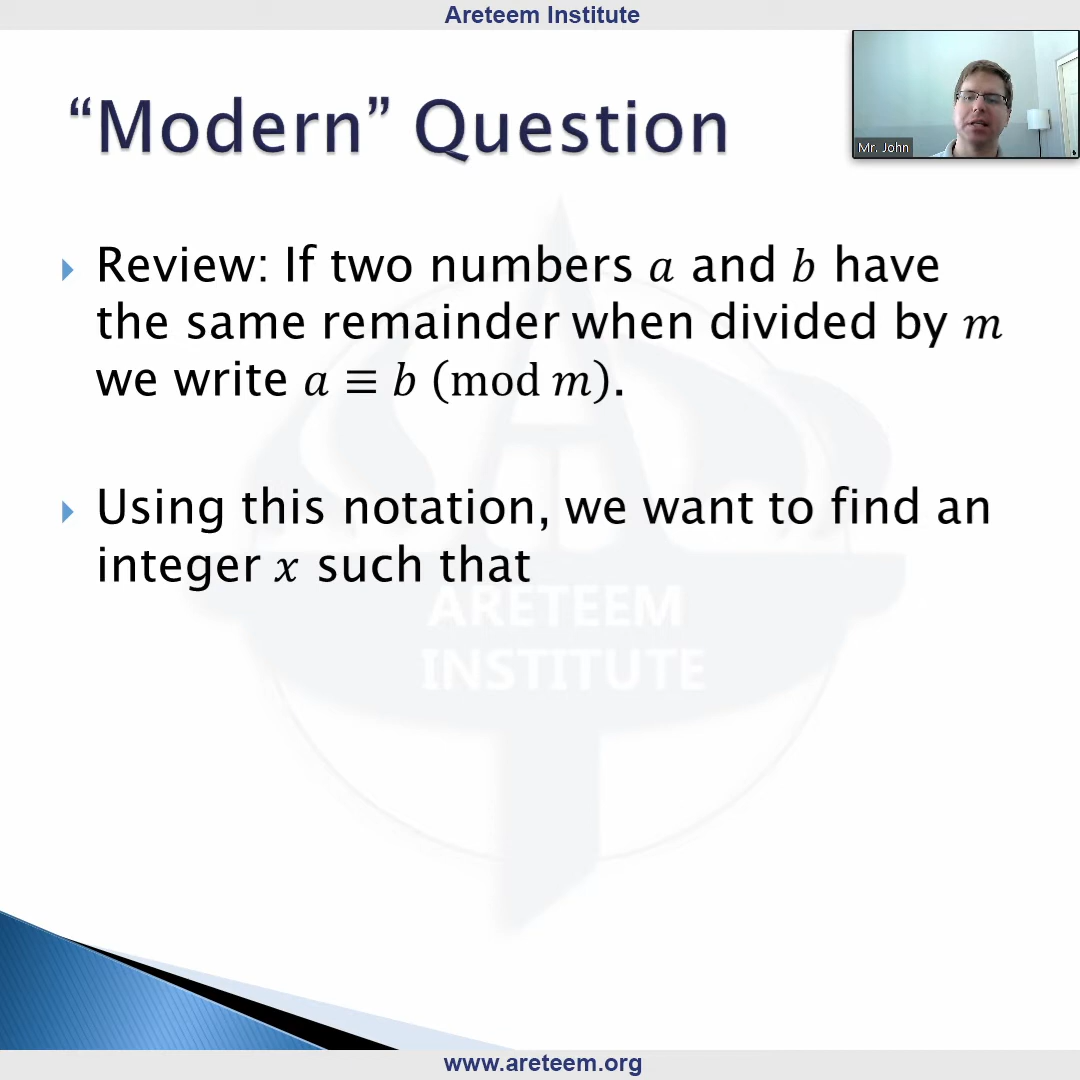 Areteem Institute
“Modern” Question
Mr. John
Review: If two numbers a and b have
the same remainder when divided by m
we write a ≡ b (mod m).
Using this notation, we want to find an
integer x such that
ARETEEM
INSTITUTE
www.areteem.org